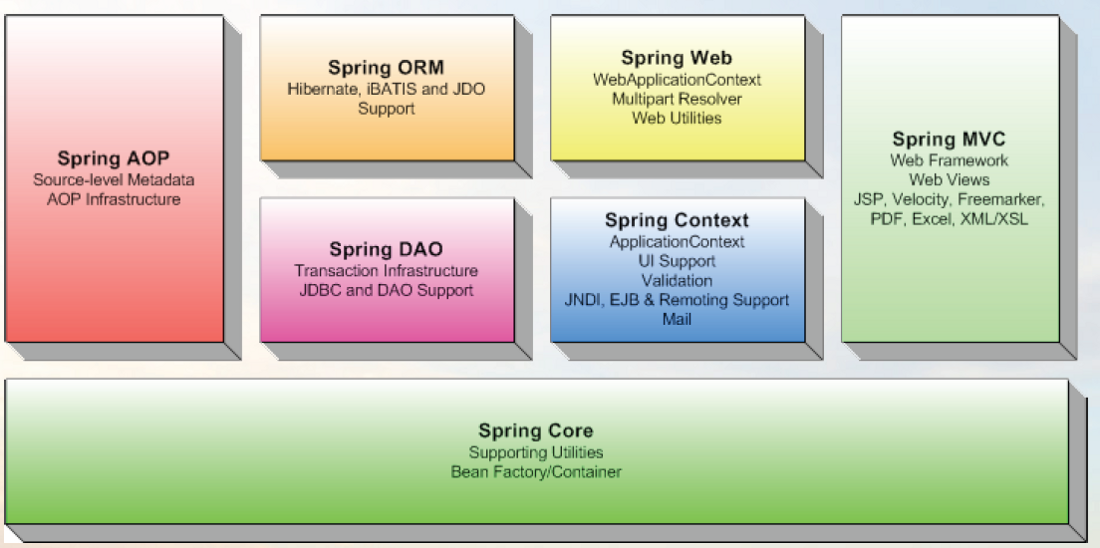 Spring AOP
Source-level Metadata
AOP Infrastructure
Spring ORM
Hibernate, iBATIS and JDO
Support
Spring DAO
Transaction Infrastructure
JDBC and DAO Support
Spring Web
WebApplicationContext
Multipart Resolver
Web Utilities
Spring Context
ApplicationContext
UI Support
Validation
JNDI, EJB & Remoting Support
Mail
Spring MVC
Web Framework
Web Views
JSP, Velocity, Freemarker,
PDF, Excel, XML/XSL
Spring Core
Supporting Utilities
Bean Factory/Container